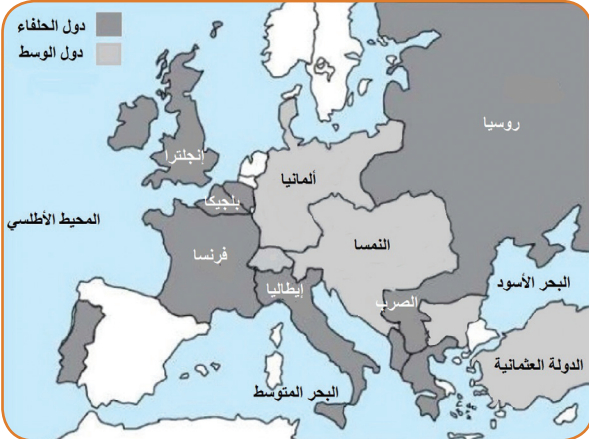 دول الحلفاء
دول الوسط
روسيا
إنجلترا
ألمانيا
بلجيكا
المحيط الأطلسي
النمسا
فرنسا
البحر الأسود
إيطاليا
الصرب
الدولة العثمانية
البحر المتوسط